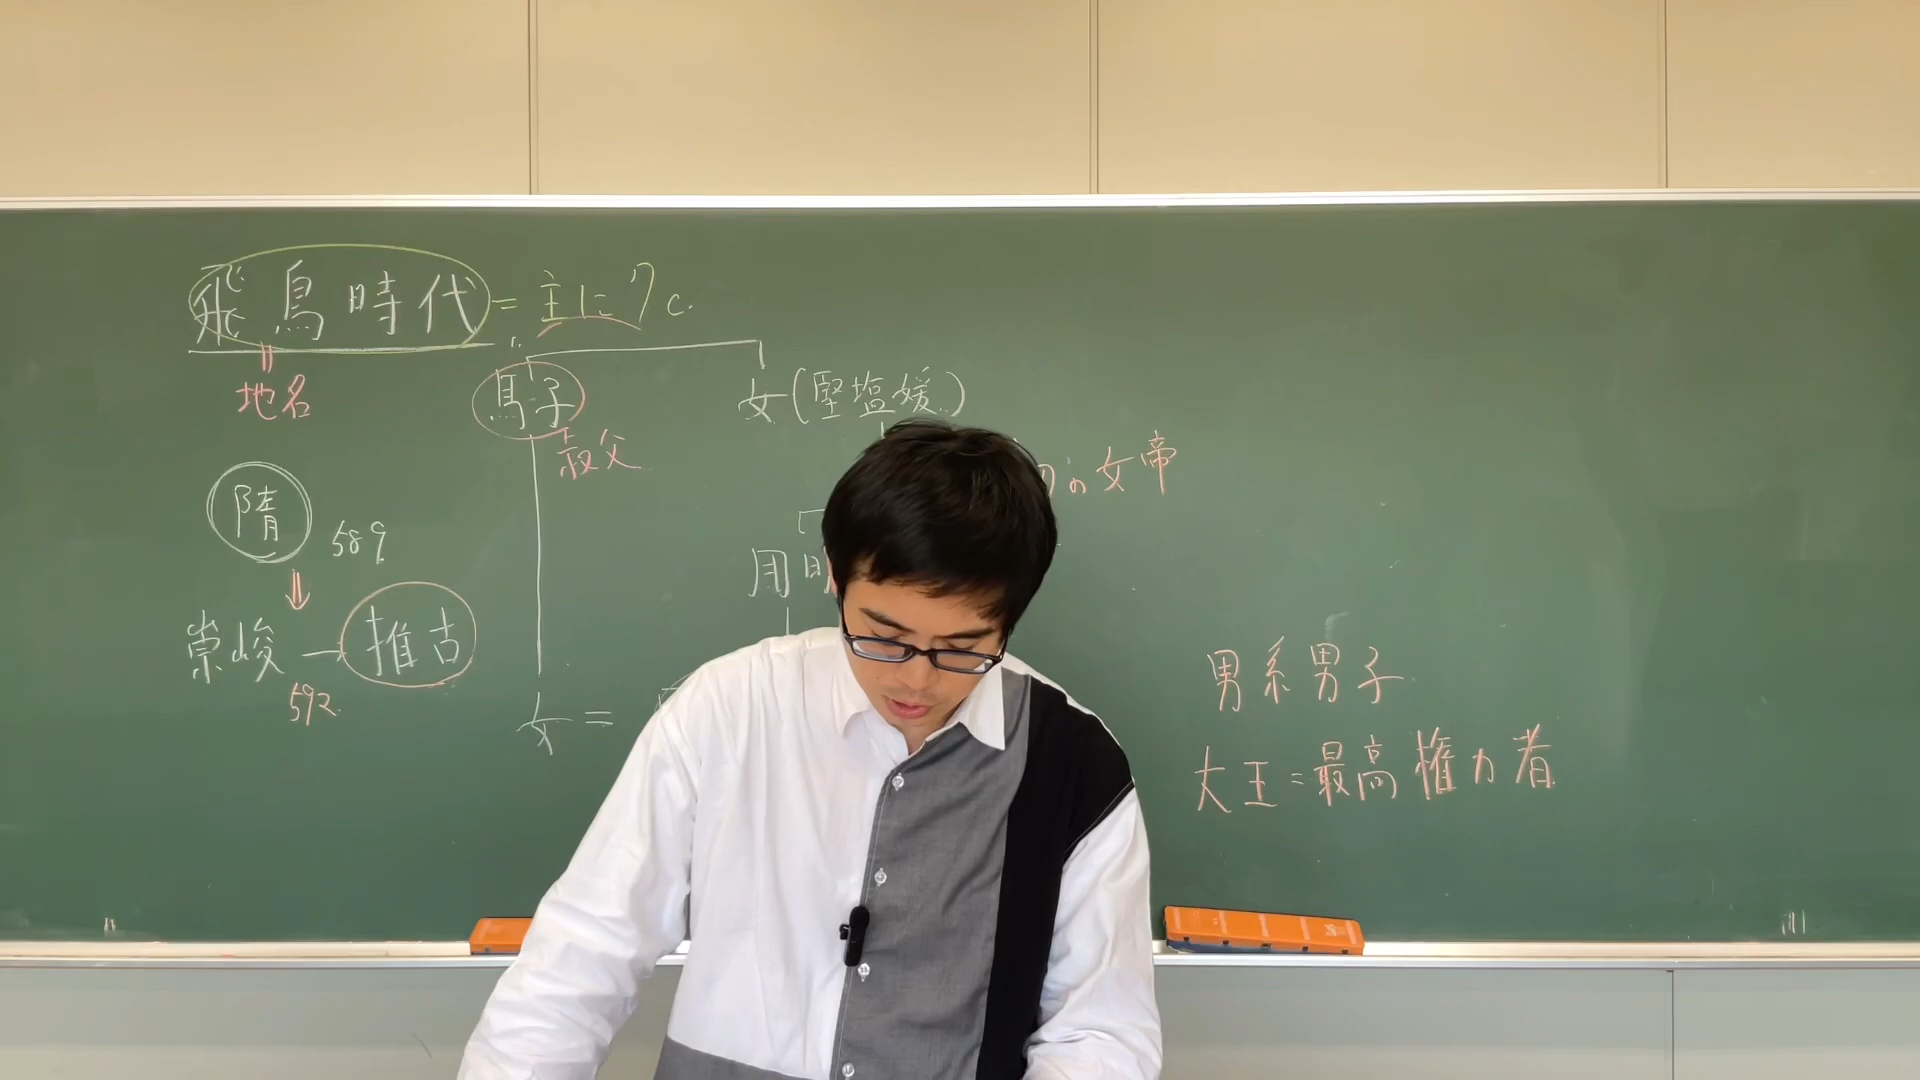 飛鳥時代=主に7c.
地名
馬子
女(堅塩媛)
叔父
の女帝
隋
589
用明
崇峻→推古
592
女=
男系男子
大王=最高権力者